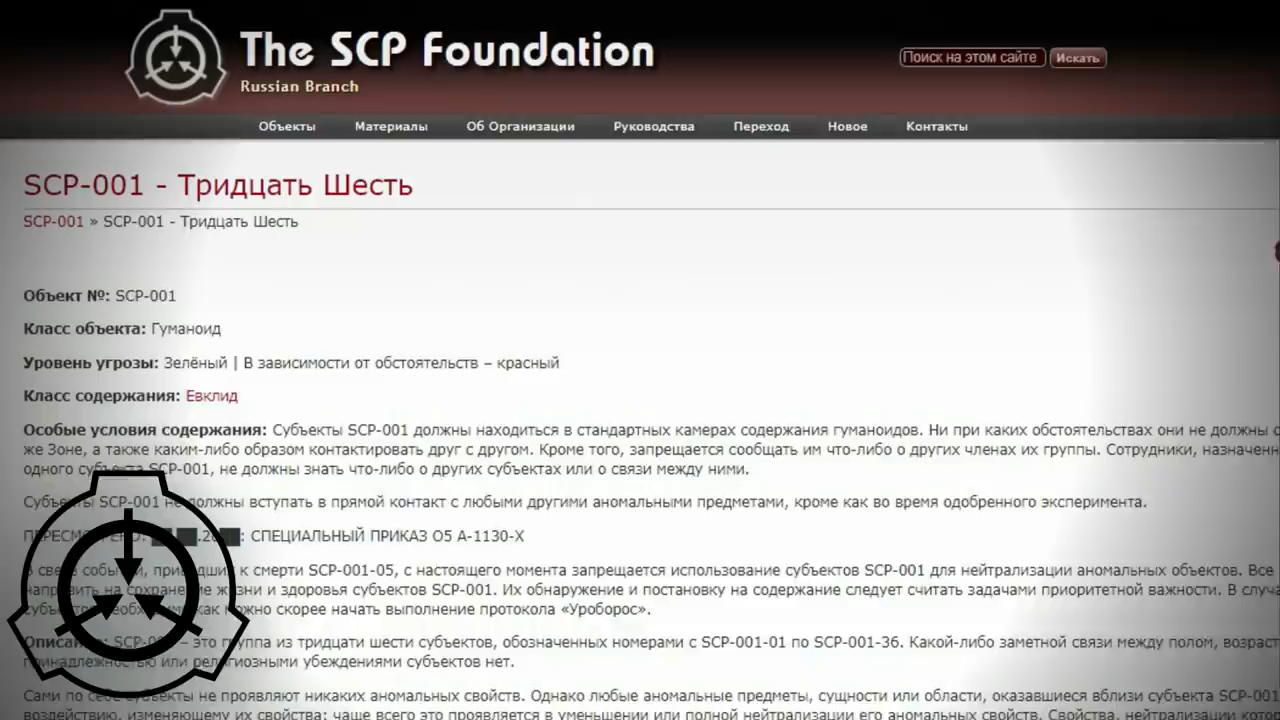 The SCP Foundation
Russian Branch
Поиск на этом сайте
Искать
Объекты Материалы Об Организации Руководства Переход Новое Контакты
SCP-001 - Тридцать Шесть
SCP-001 » SCP-001 - Тридцать Шесть
Объект №: SCP-001
Класс объекта: Гуманоид
Уровень угрозы: Зелёный | В зависимости от обстоятельств – красный
Класс содержания: Евклид
Особые условия содержания: Субъекты SCP-001 должны находиться в стандартных камерах содержания гуманоидов. Ни при каких обстоятельствах они не должны
же Зоне, а также каким-либо образом контактировать друг с другом. Кроме того, запрещается сообщать им что-либо о других членах их группы. Сотрудники,
одного субъекта SCP-001, не должны знать что-либо о других субъектах или о связи между ними.
Субъекты SCP-001 не должны вступать в прямой контакт с любыми другими аномальными предметами, кроме как во время одобренного эксперимента.
СПЕЦИАЛЬНЫЙ ПРИКАЗ О5 А-1130-X
к смерти SCP-001-05, с настоящего момента запрещается использование субъектов SCP-001 для нейтрализации аномальных объектов. Все
направить на сохранение жизни и здоровья субъектов SCP-001. Их обнаружение и постановку на содержание следует считать задачами приоритетной важности. В
как можно скорее начать выполнение протокола «Уроборос».
Описание: – это группа из тридцати шести субъектов, обозначенных номерами с SCP-001-01 по SCP-001-36. Какой-либо заметной связи между полом,
принадлежностью или религиозными убеждениями субъектов нет.
Сами по себе субъекты не проявляют никаких аномальных свойств. Однако любые аномальные предметы, сущности или области, оказавшиеся вблизи субъекта SCP-001
воздействию, изменяющему их свойства; чаще всего это проявляется в уменьшении или полной нейтрализации его аномальных свойств. Свойства, нейтрализации